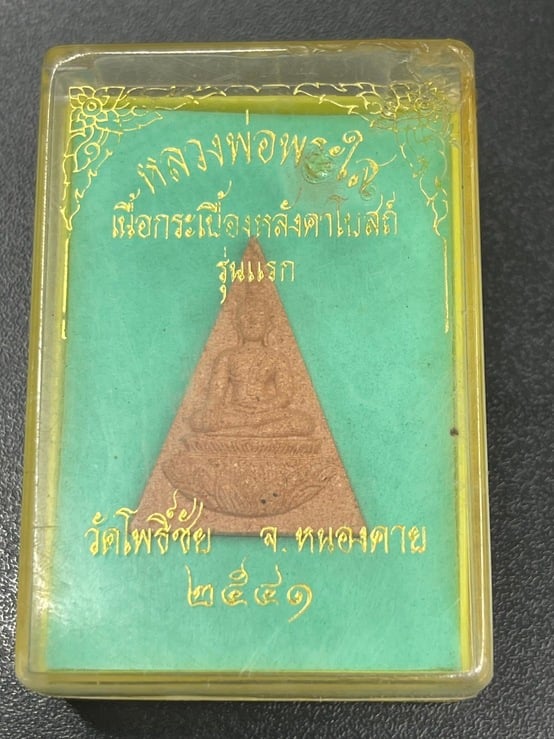 หลวงพ่อพระใส
เนื้อกระเบื้องหลังคาโบสถ์
รุ่นแรก
วัดโพธิ์ชัย จ.หนองคาย
๒๕๔๑